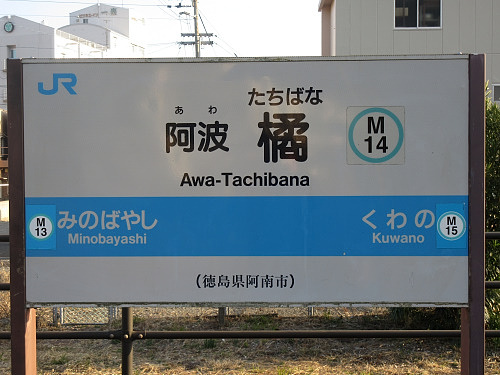 JR
たちばな
あわ
阿波 橘
M
14
Awa-Tachibana
M
13
みのばやし
Minobayashi
くわの
Kuwano
M
15
(徳島県阿南市)